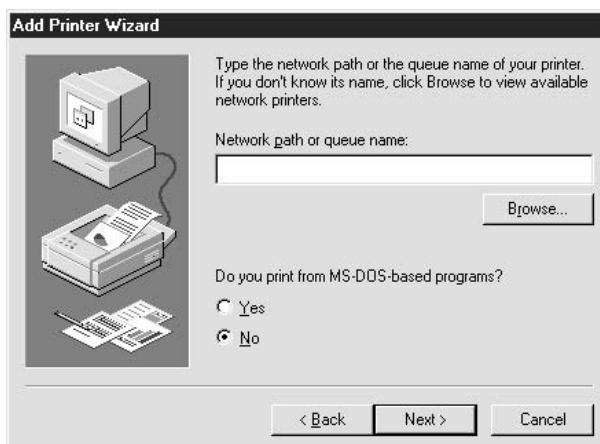 Add Printer Wizard
Type the network path or the queue name of your printer.
If you don't know its name, click Browse to view available
network printers.
Network path or queue name:
Browse...
Do you print from MS-DOS-based programs?
Yes
No
< Back
Next >
Cancel